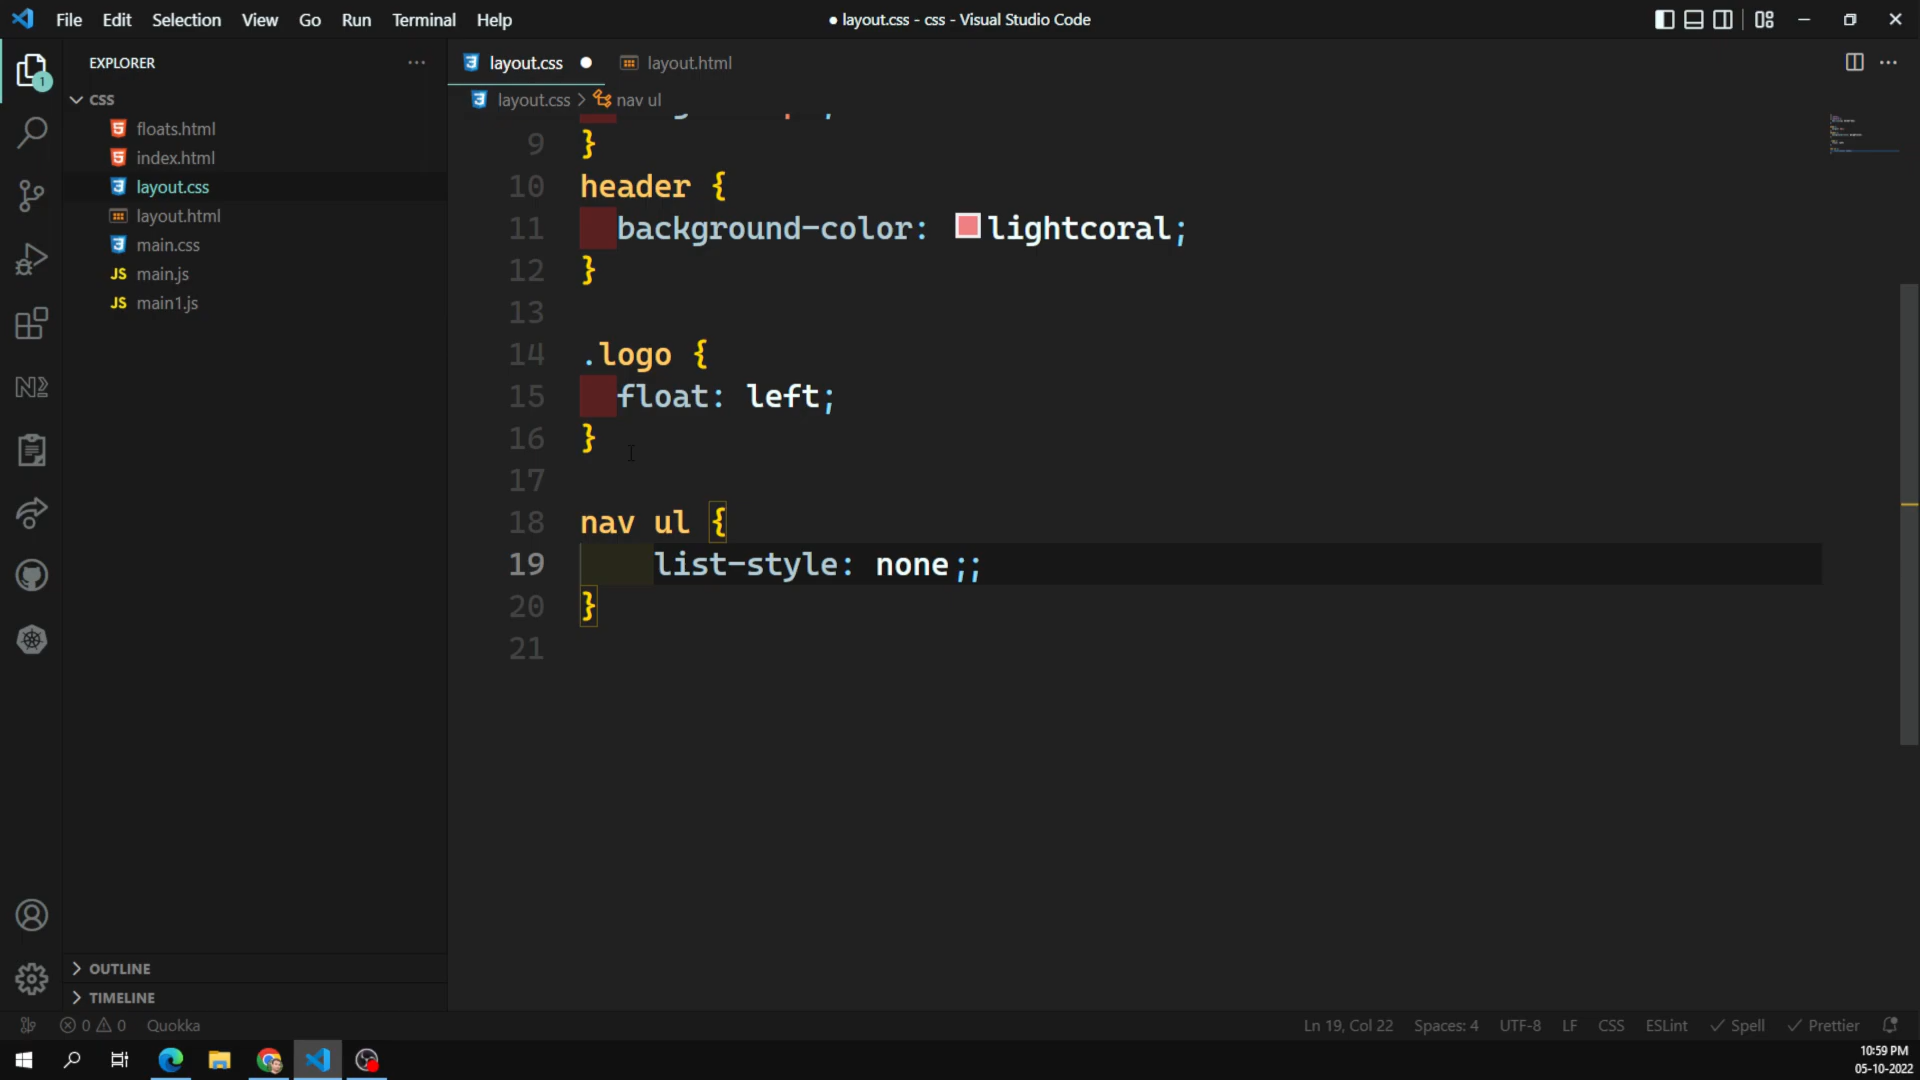 File Edit Selection View Go Run Terminal Help
● layout.css - css - Visual Studio Code
EXPLORER
layout.css
layout.html
layout.css > nav ul
CSS
floats.html
index.html
layout.css
layout.html
main.css
JS main.js
JS main1.js
1
9 }
10 header {
11 background-color: lightcoral;
12 }
13
14 .logo {
15 float: left;
16 }
17
18 nav ul {
19 list-style: none;;
20 }
21
OUTLINE
TIMELINE
0 0 Quokka
Ln 19, Col 22 Spaces: 4 UTF-8 LF CSS ESLint Spell Prettier
10:59 PM
05-10-2022